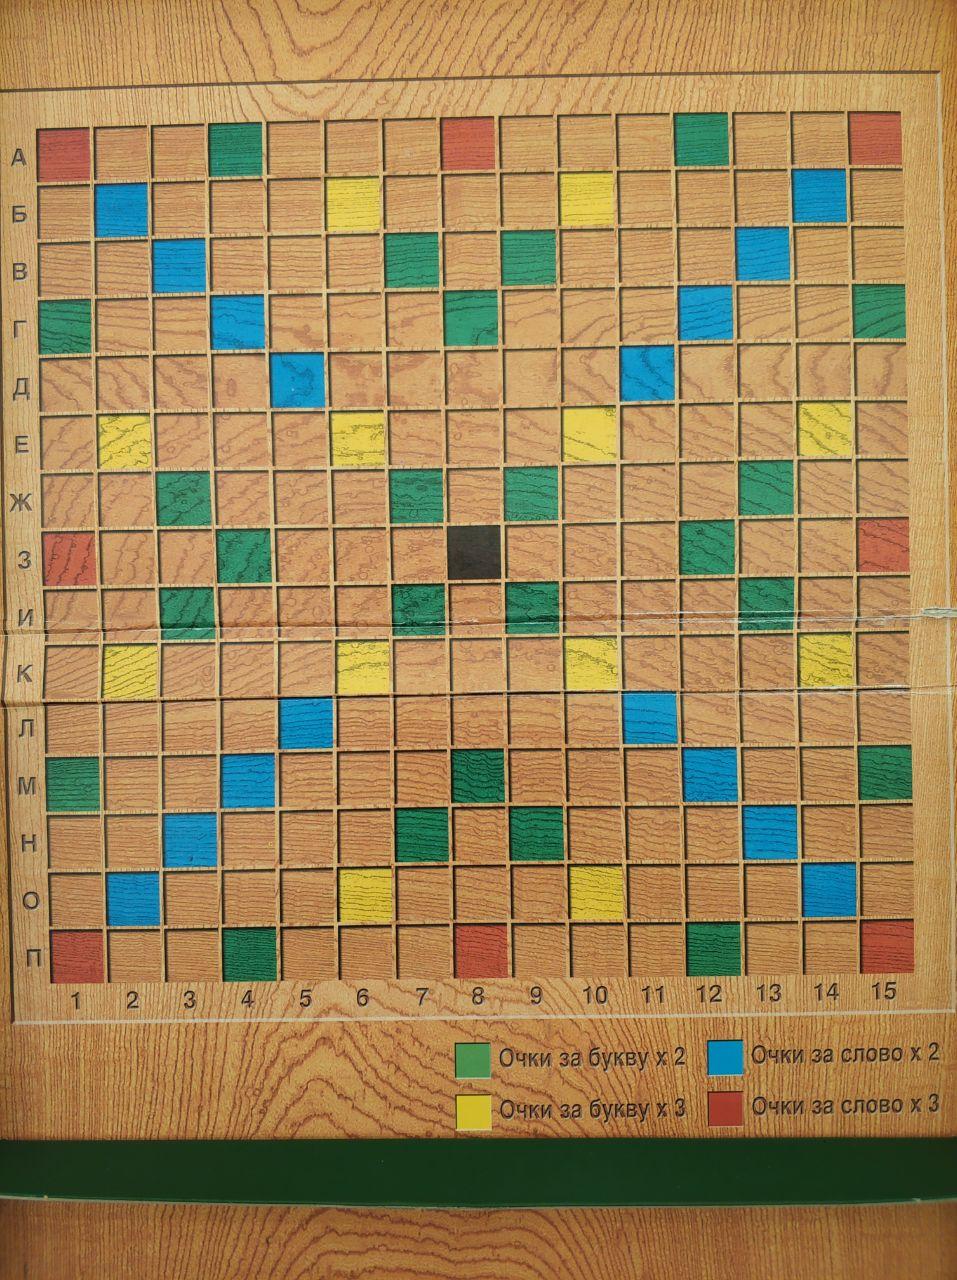 А
Б
В
Г
Д
Е
Ж
З
И
К
Л
М
Н
О
П
1 2 3 4 5 6 7 8 9 10 11 12 13 14 15
Очки за букву x 2 Очки за слово x 2
Очки за букву x 3 Очки за слово x 3